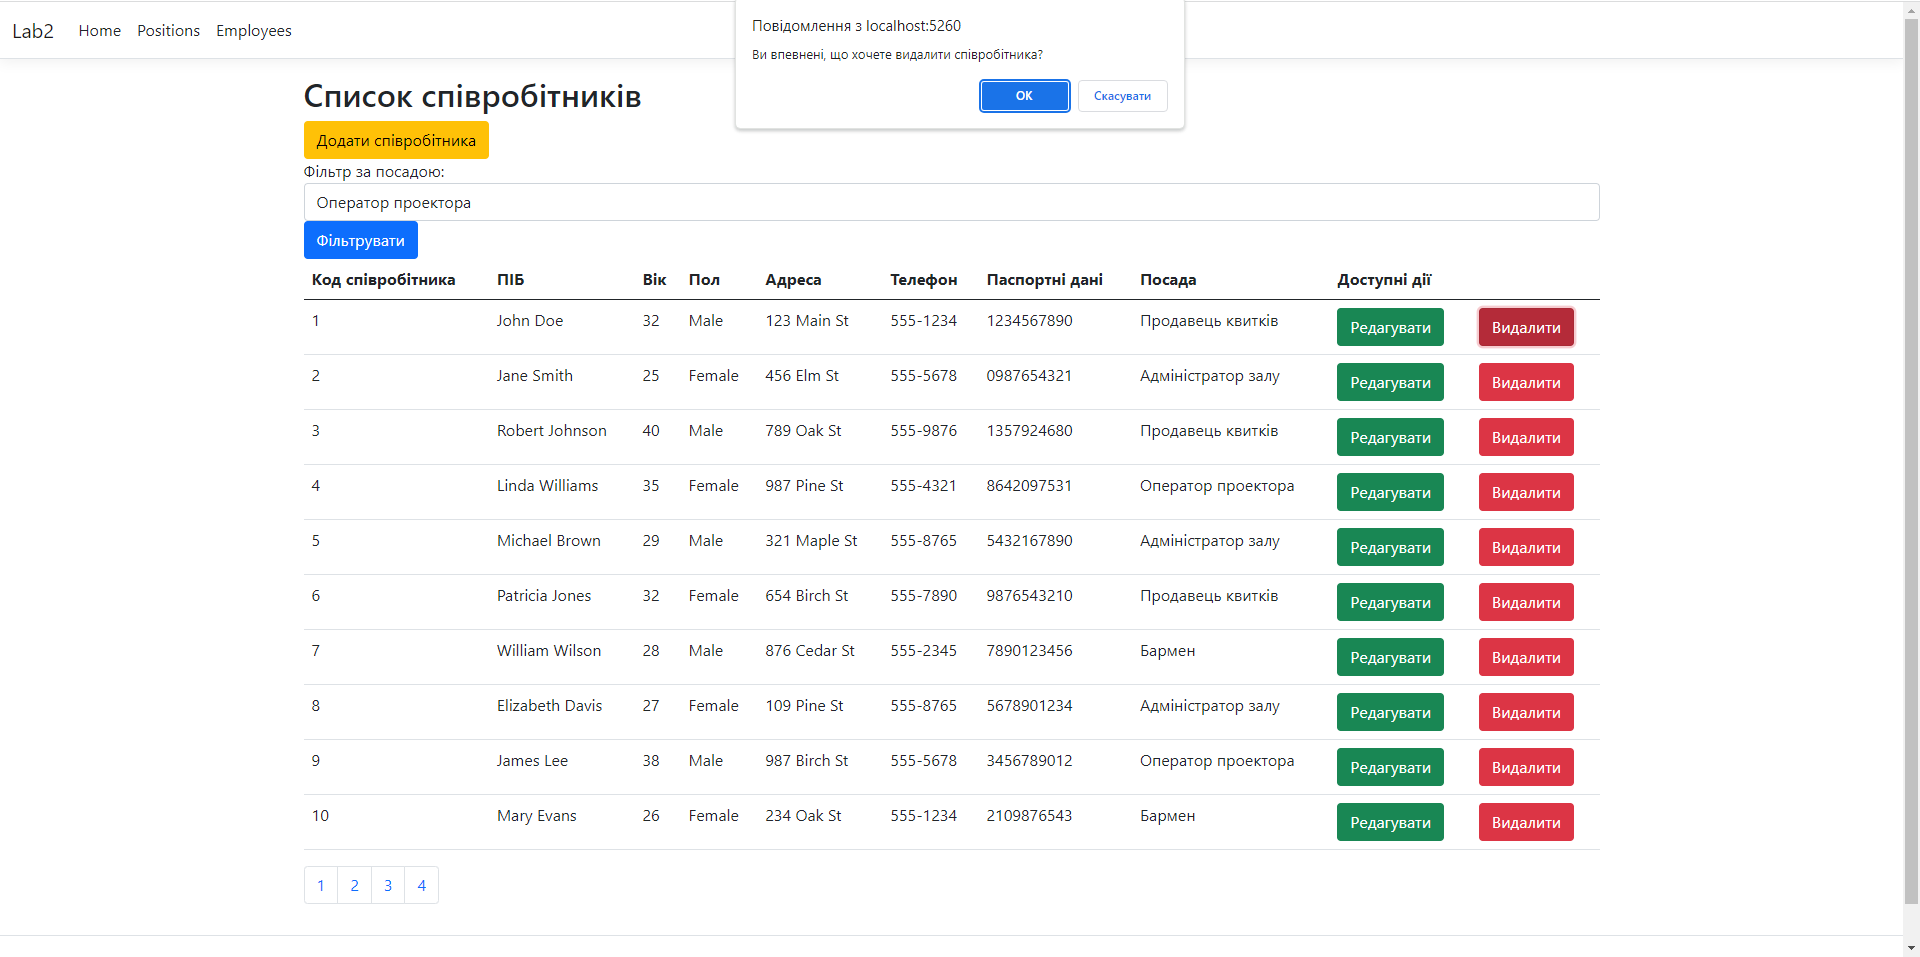 Lab2 Home Positions Employees
Повідомлення з localhost:5260
Ви впевнені, що хочете видалити співробітника?
ОК Скасувати
Список співробітників
Додати співробітника
Фільтр за посадою:
Оператор проектора
Фільтрувати
Код співробітника ПІБ Вік Пол Адреса Телефон Паспортні дані Посада Доступні дії
1 John Doe 32 Male 123 Main St 555-1234 1234567890 Продавець квитків Редагувати Видалити
2 Jane Smith 25 Female 456 Elm St 555-5678 0987654321 Адміністратор залу Редагувати Видалити
3 Robert Johnson 40 Male 789 Oak St 555-9876 1357924680 Продавець квитків Редагувати Видалити
4 Linda Williams 35 Female 987 Pine St 555-4321 8642097531 Оператор проектора Редагувати Видалити
5 Michael Brown 29 Male 321 Maple St 555-8765 5432167890 Адміністратор залу Редагувати Видалити
6 Patricia Jones 32 Female 654 Birch St 555-7890 9876543210 Продавець квитків Редагувати Видалити
7 William Wilson 28 Male 876 Cedar St 555-2345 7890123456 Бармен Редагувати Видалити
8 Elizabeth Davis 27 Female 109 Pine St 555-8765 5678901234 Адміністратор залу Редагувати Видалити
9 James Lee 38 Male 987 Birch St 555-5678 3456789012 Оператор проектора Редагувати Видалити
10 Mary Evans 26 Female 234 Oak St 555-1234 2109876543 Бармен Редагувати Видалити
1 2 3 4